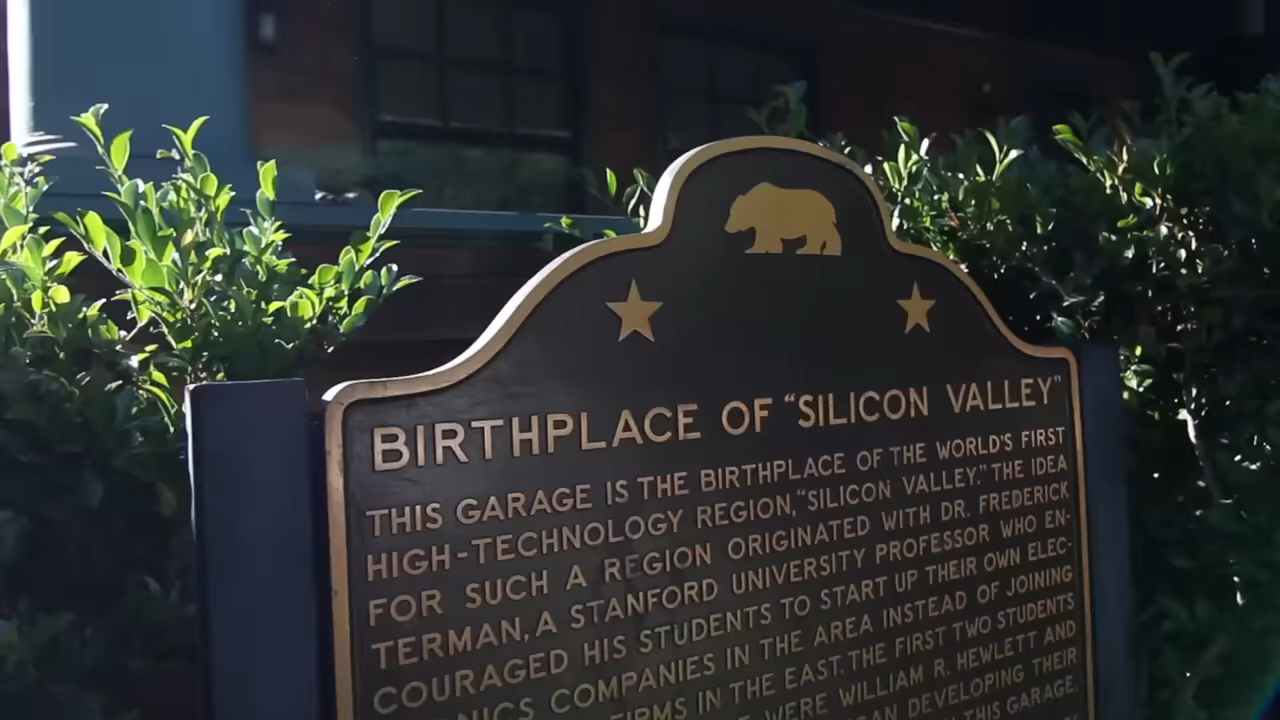 BIRTHPLACE OF “SILICON VALLEY”
THIS GARAGE IS THE BIRTHPLACE OF THE WORLD'S FIRST
HIGH-TECHNOLOGY REGION, “SILICON VALLEY.” THE IDEA
FOR SUCH A REGION ORIGINATED WITH DR. FREDERICK
TERMAN, A STANFORD UNIVERSITY PROFESSOR WHO EN-
COURAGED HIS STUDENTS TO START UP THEIR OWN ELEC-
NICS COMPANIES IN THE AREA INSTEAD OF JOINING
FIRMS IN THE EAST. THE FIRST TWO STUDENTS
WERE WILLIAM R. HEWLETT AND
GAN DEVELOPING THEIR
THIS GARAGE.